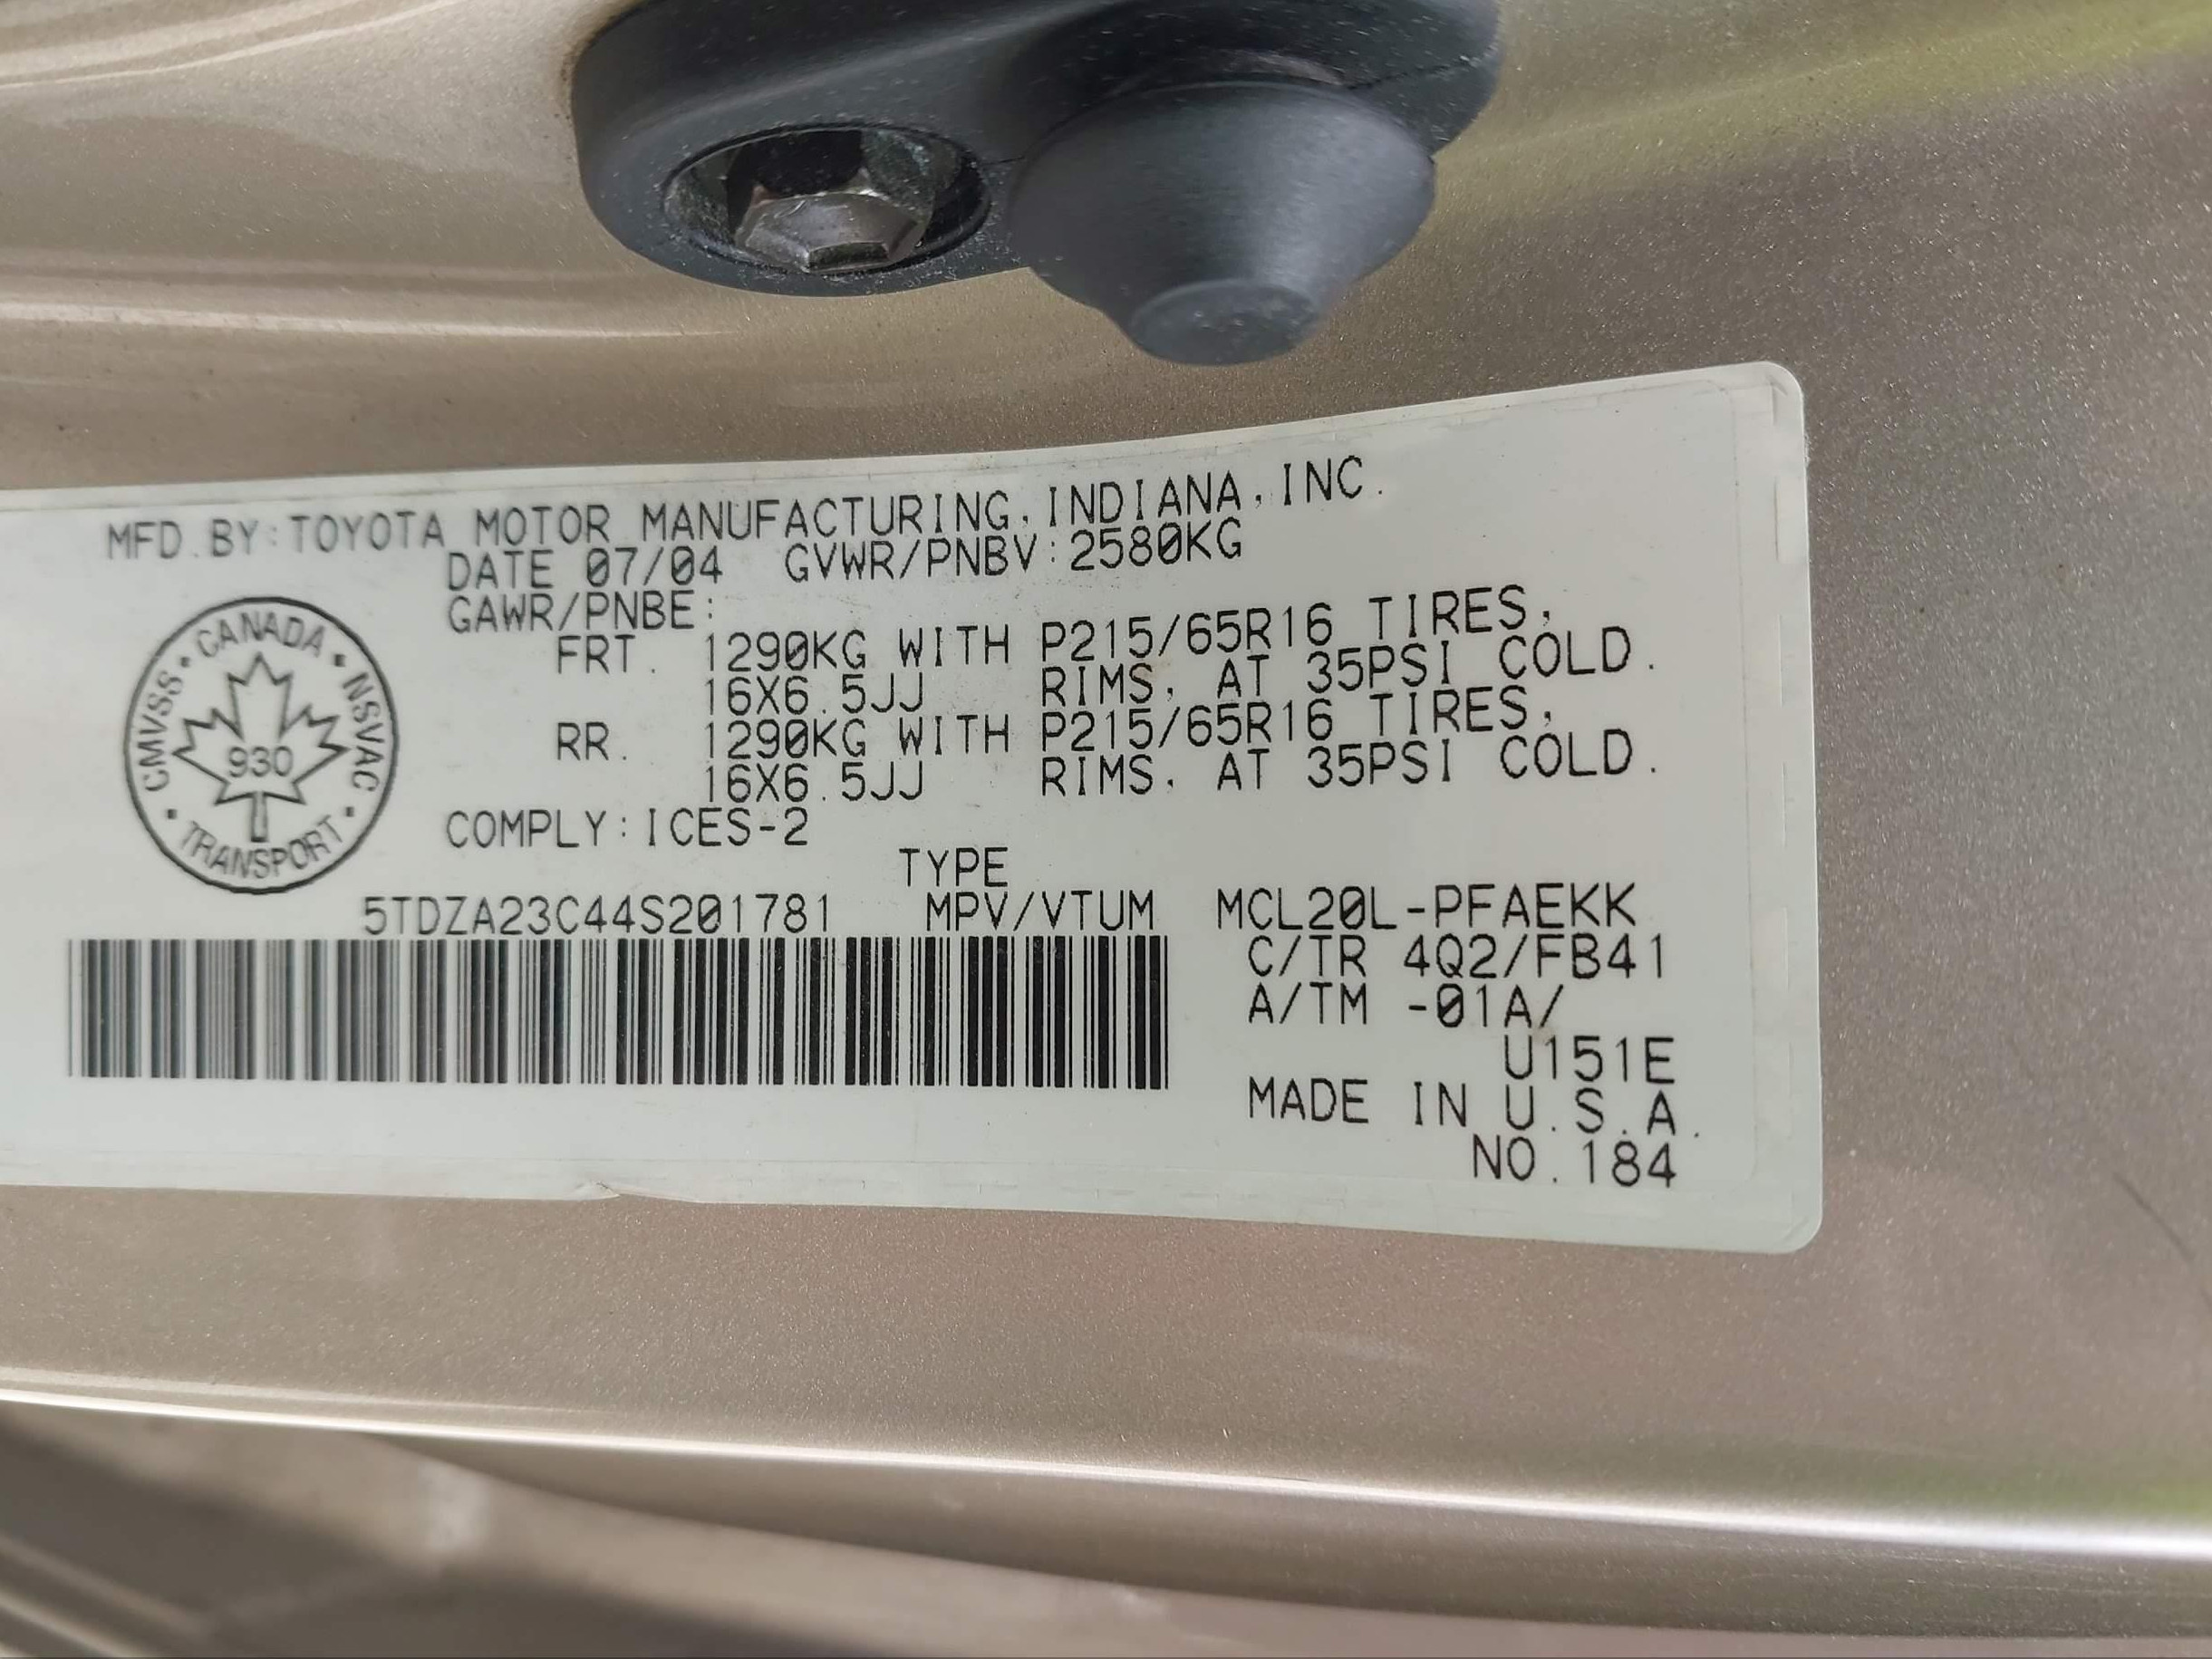 MFD.BY:TOYOTA MOTOR MANUFACTURING,INDIANA,INC.
DATE 07/04 GVWR/PNBV:2580KG
GAWR/PNBE:
FRT. 1290KG WITH P215/65R16 TIRES,
16X6.5JJ RIMS, AT 35PSI COLD.
RR. 1290KG WITH P215/65R16 TIRES,
16X6.5JJ RIMS, AT 35PSI COLD.
CMVSS • CANADA • NSVAC • TRANSPORT •
930
COMPLY:ICES-2
TYPE
5TDZA23C44S201781 MPV/VTUM MCL20L-PFAEKK
C/TR 4Q2/FB41
A/TM -01A/
U151E
MADE IN U.S.A.
NO.184